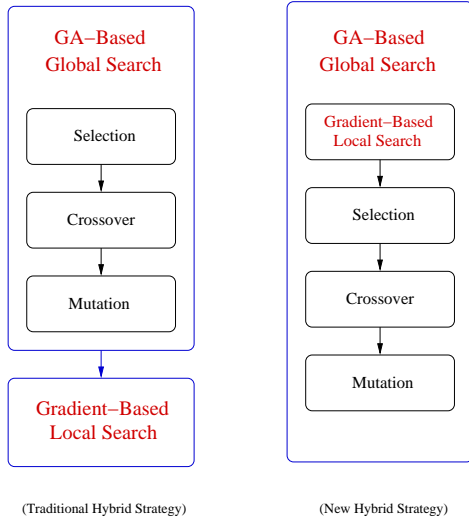 GA–Based
Global Search
Selection
Crossover
Mutation
Gradient–Based
Local Search
(Traditional Hybrid Strategy)
GA–Based
Global Search
Gradient–Based
Local Search
Selection
Crossover
Mutation
(New Hybrid Strategy)